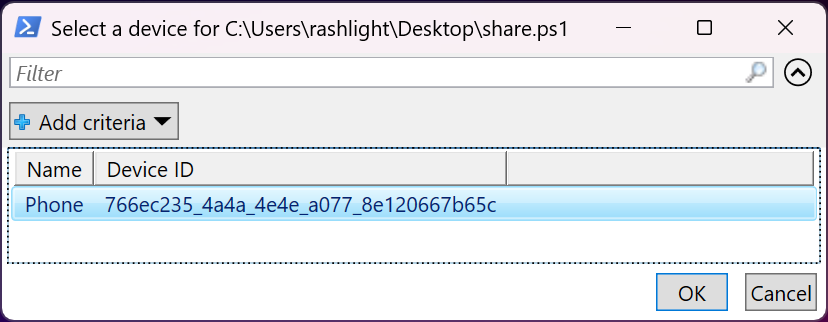 Select a device for C:\Users\rashlight\Desktop\share.ps1
Filter
Add criteria
Name Device ID
Phone 766ec235_4a4a_4e4e_a077_8e120667b65c
OK Cancel